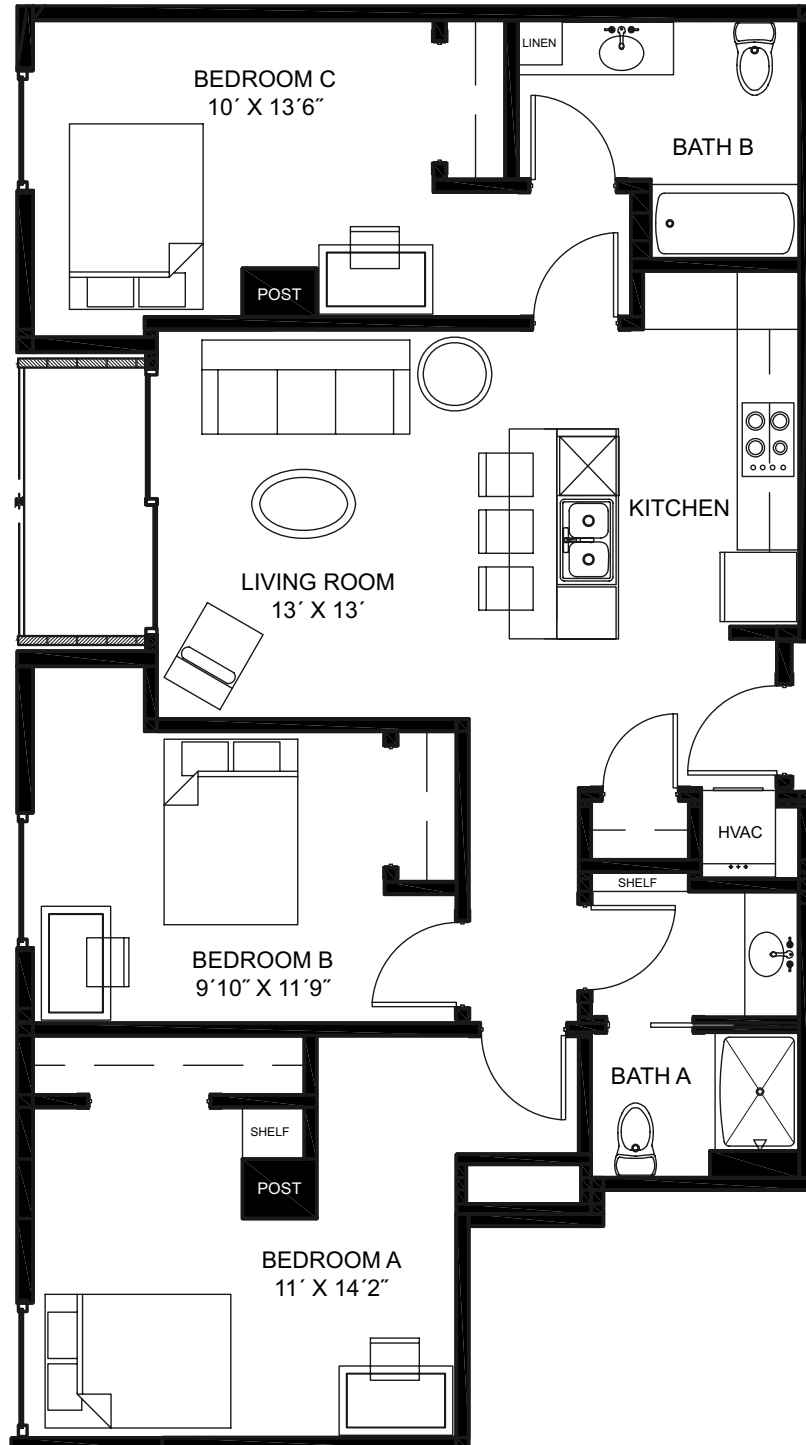 LINEN
BEDROOM C
10´ X 13´6˝
BATH B
POST
KITCHEN
LIVING ROOM
13´ X 13´
HVAC
SHELF
BEDROOM B
9´10˝ X 11´9˝
BATH A
SHELF
POST
BEDROOM A
11´ X 14´2˝